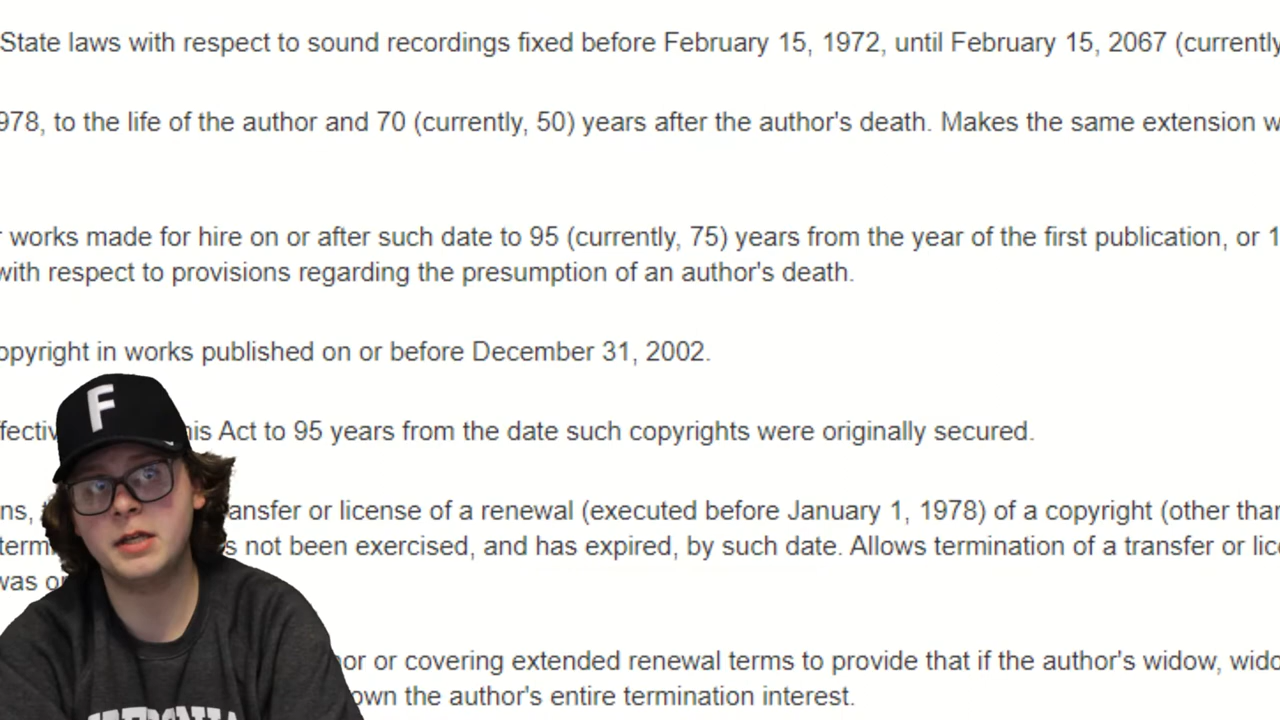 State laws with respect to sound recordings fixed before February 15, 1972, until February 15, 2067 (currently
978, to the life of the author and 70 (currently, 50) years after the author's death. Makes the same extension w
r works made for hire on or after such date to 95 (currently, 75) years from the year of the first publication, or 1
with respect to provisions regarding the presumption of an author's death.
opyright in works published on or before December 31, 2002.
ffectiv his Act to 95 years from the date such copyrights were originally secured.
ns, ansfer or license of a renewal (executed before January 1, 1978) of a copyright (other than
term s not been exercised, and has expired, by such date. Allows termination of a transfer or lice
was o
or or covering extended renewal terms to provide that if the author's widow, wido
own the author's entire termination interest.
F